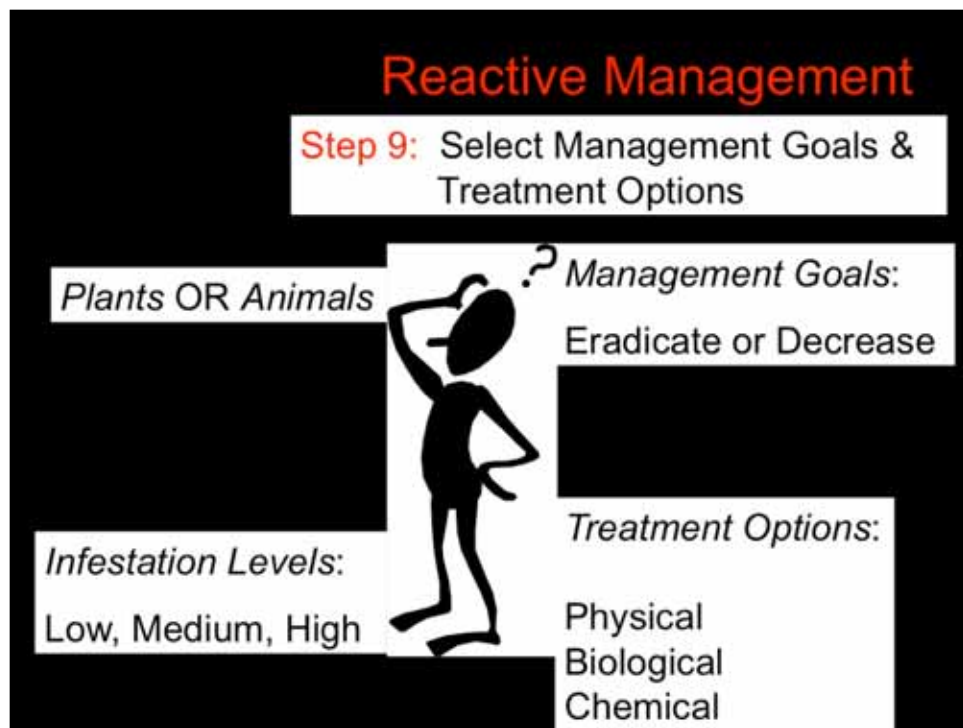 Reactive Management
Step 9: Select Management Goals &
Treatment Options
Plants OR Animals
?
Management Goals:
Eradicate or Decrease
Infestation Levels:
Low, Medium, High
Treatment Options:
Physical
Biological
Chemical